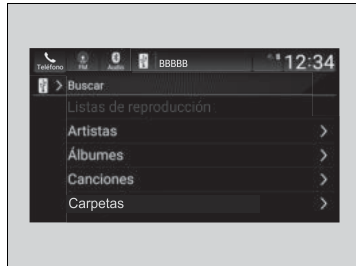 Teléfono FM Audio BBBBB 12:34
Buscar
Listas de reproducción
Artistas
Álbumes
Canciones
Carpetas